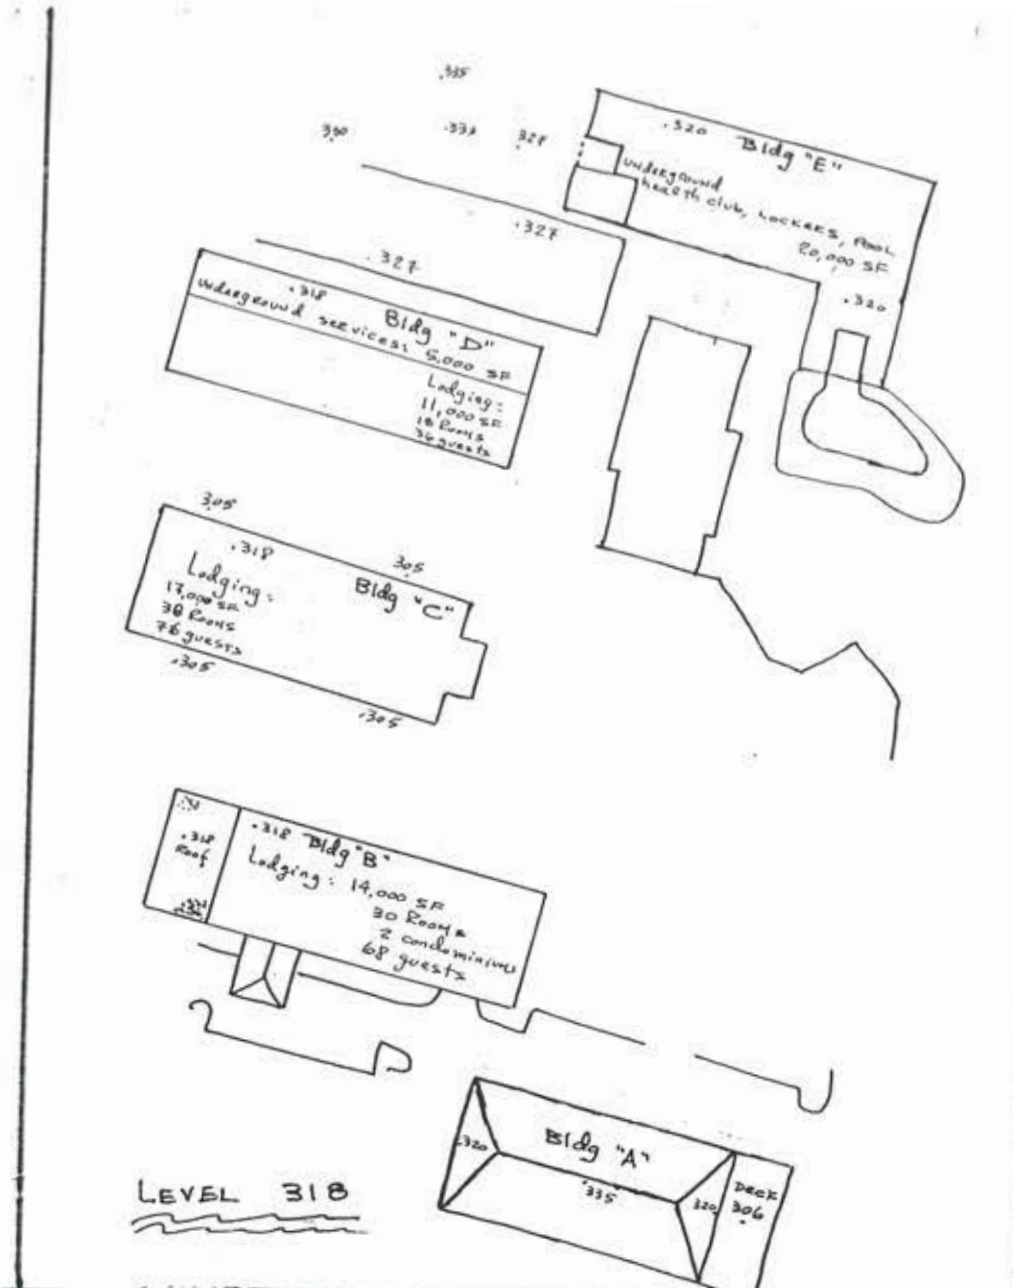 .335
330
.331
327
.320
Bldg "E"
underground
health club, Lockers, Pool
20,000 SF
.320
.327
.327
.318
Bldg "D"
underground services: 5,000 SF
Lodging:
11,000 SF
18 Rooms
36 guests
305
.318
305
Lodging:
17,000 SF
38 Rooms
76 guests
Bldg "C"
.305
.305
.318
Roof
.318 Bldg "B"
Lodging: 14,000 SF
30 Rooms
2 condominiums
68 guests
Bldg "A"
.320
.335
320
DECK
306
LEVEL 318